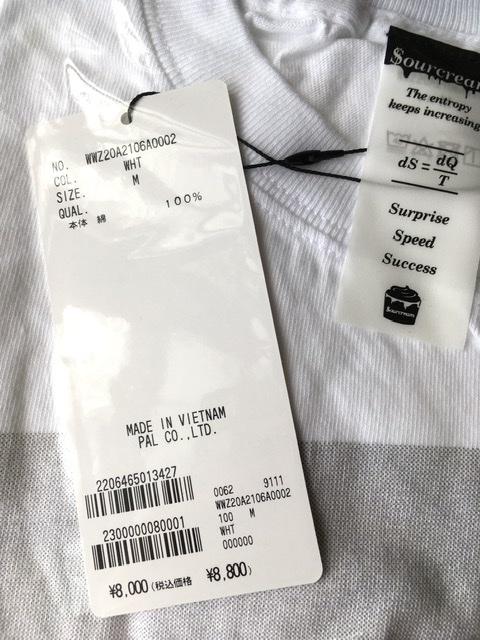 NO. WWZ20A2106A0002
COL. WHT
SIZE. M
QUAL. 100%
本体 綿
MADE IN VIETNAM
PAL CO.,LTD.
2206465013427
2300000080001
0062 9111
WWZ20A2106A0002
100 M
WHT
000000
¥8,000(税込価格 ¥8,800)
$ourcream
The entropy
keeps increasing
dS = dQ/T
Surprise
Speed
Success
$ourcream